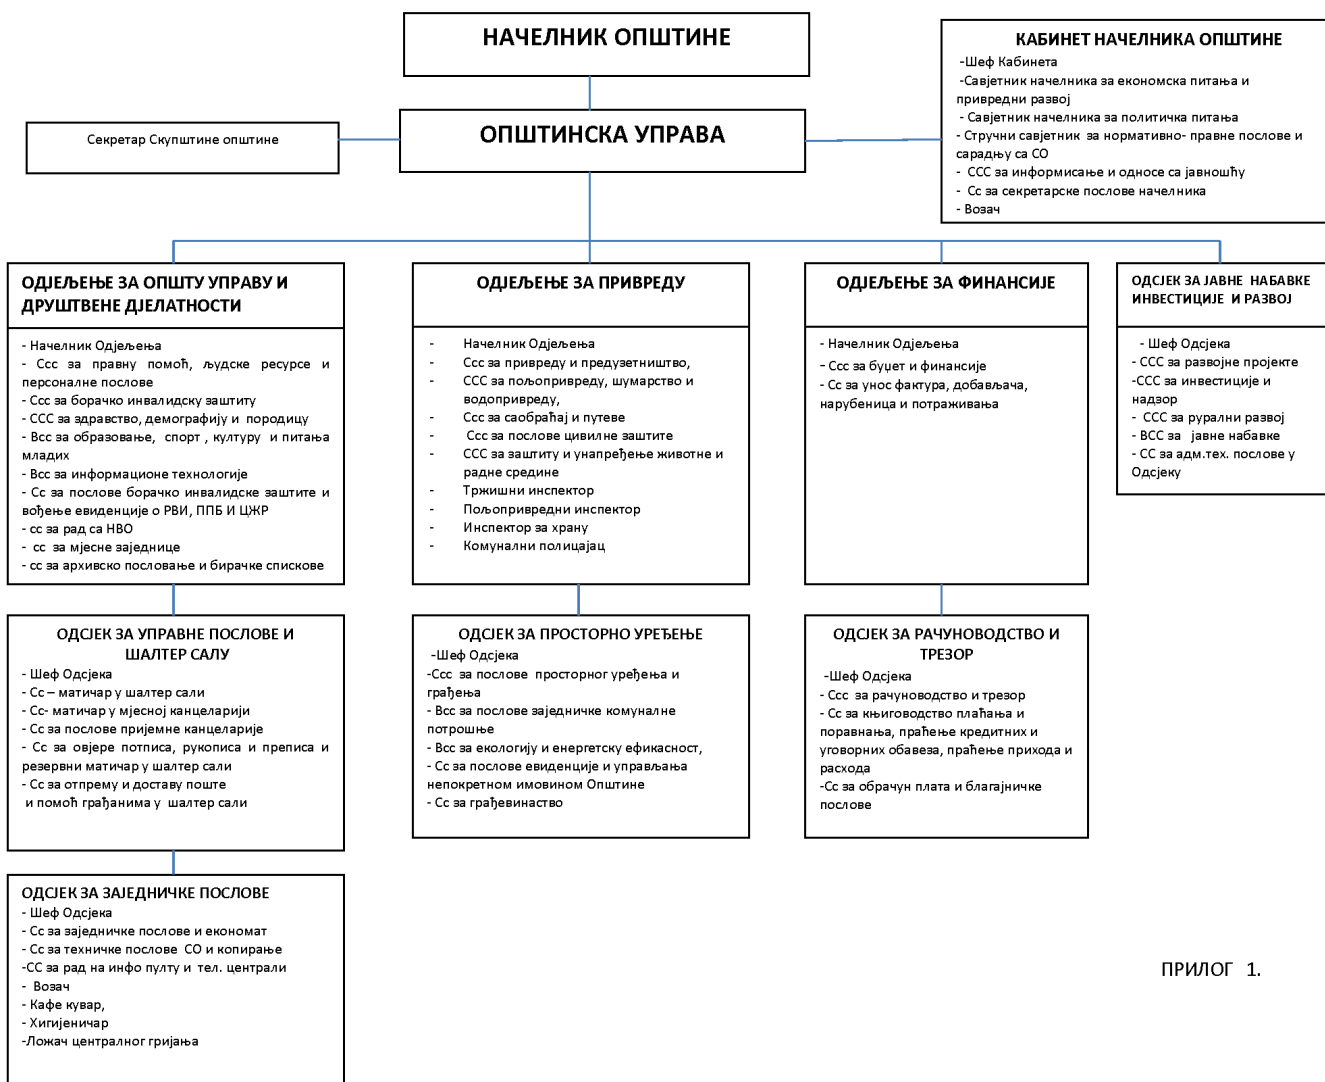 НАЧЕЛНИК ОПШТИНЕ
КАБИНЕТ НАЧЕЛНИКА ОПШТИНЕ
-Шеф Кабинета
-Савјетник начелника за економска питања и
привредни развој
- Савјетник начелника за политичка питања
- Стручни савјетник за нормативно- правне послове и
сарадњу са СО
- ССС за информисање и односе са јавношћу
- Сс за секретарске послове начелника
- Возач
ОПШТИНСКА УПРАВА
Секретар Скупштине општине
ОДЈЕЉЕЊЕ ЗА ОПШТУ УПРАВУ И
ДРУШТВЕНЕ ДЈЕЛАТНОСТИ
- Начелник Одјељења
- Ссс за правну помоћ, људске ресурсе и
персоналне послове
- Ссс за борачко инвалидску заштиту
- ССС за здравство, демографију и породицу
- Всс за образовање, спорт , културу и питања
младих
- Всс за информационе технологије
- Сс за послове борачко инвалидске заштите и
вођење евиденције о РВИ, ППБ И ЦЖР
- сс за рад са НВО
- сс за мјесне заједнице
- сс за архивско пословање и бирачке спискове
ОДЈЕЉЕЊЕ ЗА ПРИВРЕДУ
- Начелник Одјељења
- Ссс за привреду и предузетништво,
- ССС за пољопривреду, шумарство и
водопривреду,
- Ссс за саобраћај и путеве
- Ссс за послове цивилне заштите
- ССС за заштиту и унапређење животне и
радне средине
- Тржишни инспектор
- Пољопривредни инспектор
- Инспектор за храну
- Комунални полицајац
ОДЈЕЉЕЊЕ ЗА ФИНАНСИЈЕ
- Начелник Одјељења
- Ссс за буџет и финансије
- Сс за унос фактура, добављача,
нарубеница и потраживања
ОДСЈЕК ЗА ЈАВНЕ НАБАВКЕ
ИНВЕСТИЦИЈЕ И РАЗВОЈ
- Шеф Одсјека
- ССС за развојне пројекте
-ССС за инвестиције и
надзор
- ССС за рурални развој
- ВСС за јавне набавке
- СС за адм.тех. послове у
Одсјеку
ОДСЈЕК ЗА УПРАВНЕ ПОСЛОВЕ И
ШАЛТЕР САЛУ
- Шеф Одсјека
- Сс – матичар у шалтер сали
- Сс- матичар у мјесној канцеларији
- Сс за послове пријемне канцеларије
- Сс за овјере потписа, рукописа и преписа и
резервни матичар у шалтер сали
- Сс за отпрему и доставу поште
и помоћ грађанима у шалтер сали
ОДСЈЕК ЗА ПРОСТОРНО УРЕЂЕЊЕ
-Шеф Одсјека
-Ссс за послове просторног уређења и
грађења
- Всс за послове заједничке комуналне
потрошње
- Всс за екологију и енергетску ефикасност,
- Сс за послове евиденције и управљања
непокретном имовином Општине
- Сс за грађевинаство
ОДСЈЕК ЗА РАЧУНОВОДСТВО И
ТРЕЗОР
-Шеф Одсјека
- Ссс за рачуноводство и трезор
- Сс за књиговодство плаћања и
поравнања, праћење кредитних и
уговорних обавеза, праћење прихода и
расхода
-Сс за обрачун плата и благајничке
послове
ОДСЈЕК ЗА ЗАЈЕДНИЧКЕ ПОСЛОВЕ
- Шеф Одсјека
- Сс за заједничке послове и економат
- Сс за техничке послове СО и копирање
-СС за рад на инфо пулту и тел. централи
- Возач
- Кафе кувар,
- Хигијеничар
-Ложач централног гријања
ПРИЛОГ 1.